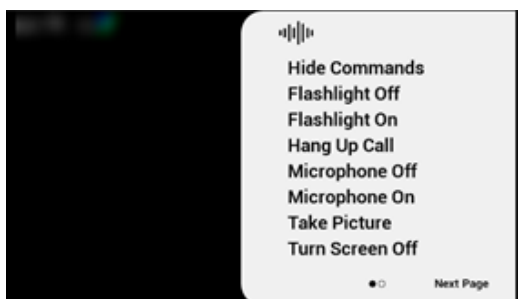 Hide Commands
Flashlight Off
Flashlight On
Hang Up Call
Microphone Off
Microphone On
Take Picture
Turn Screen Off
Next Page